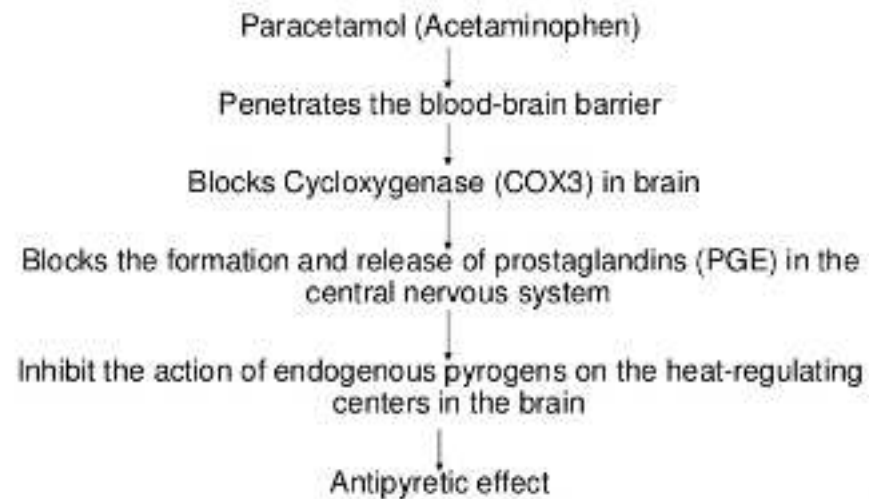 Paracetamol (Acetaminophen)
Penetrates the blood-brain barrier
Blocks Cycloxygenase (COX3) in brain
Blocks the formation and release of prostaglandins (PGE) in the
central nervous system
Inhibit the action of endogenous pyrogens on the heat-regulating
centers in the brain
Antipyretic effect